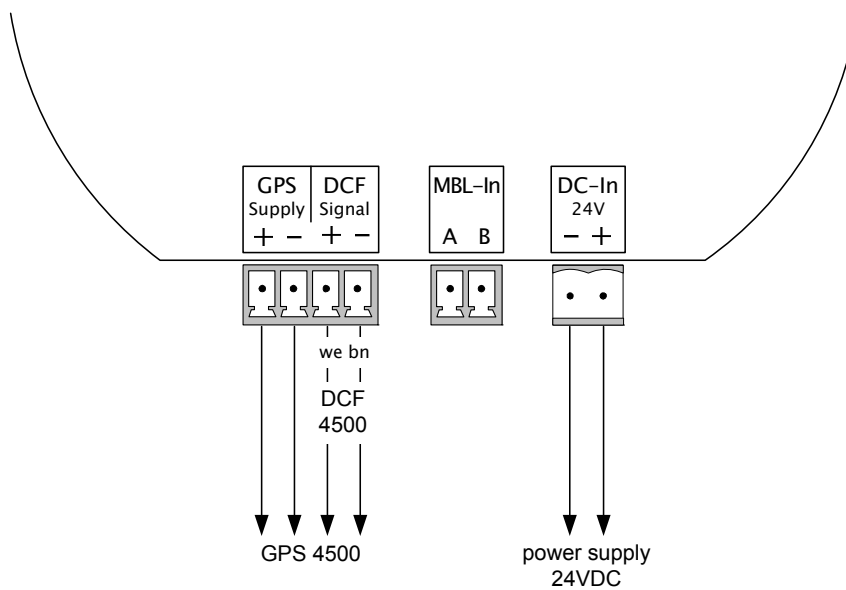 GPS DCF
Supply Signal
+ − + −
MBL–In
A B
DC–In
24V
− +
we bn
DCF
4500
GPS 4500
power supply
24VDC